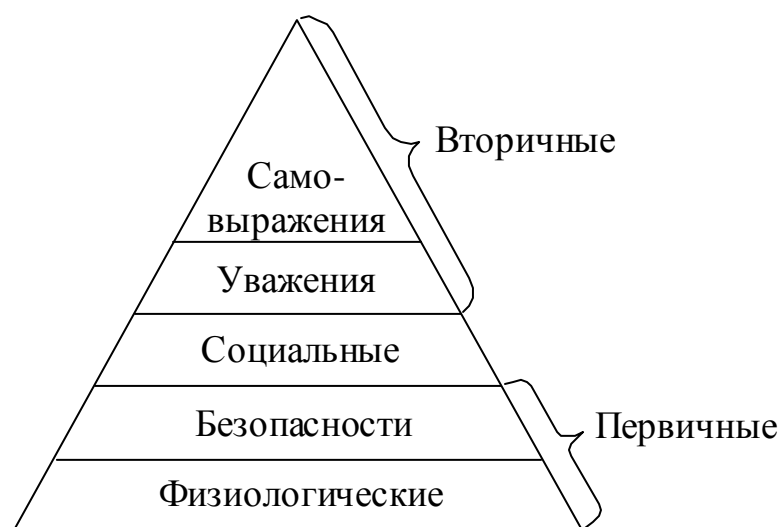 Вторичные
Само-
выражения
Уважения
Социальные
Безопасности
Первичные
Физиологические